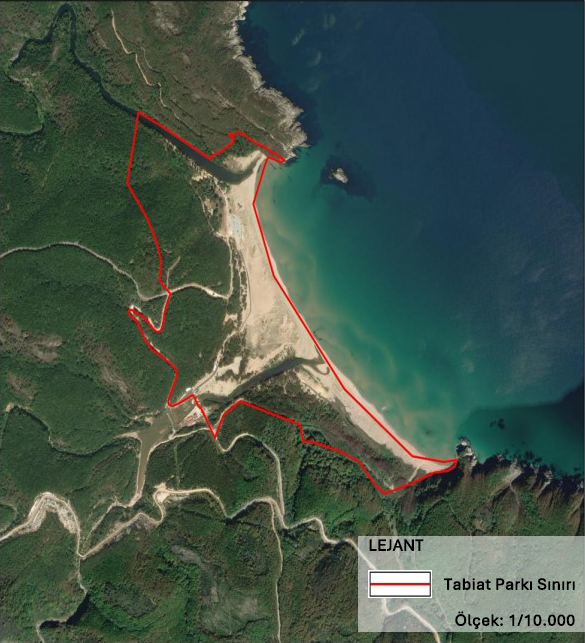 LEJANT
Tabiat Parkı Sınırı
Ölçek: 1/10.000